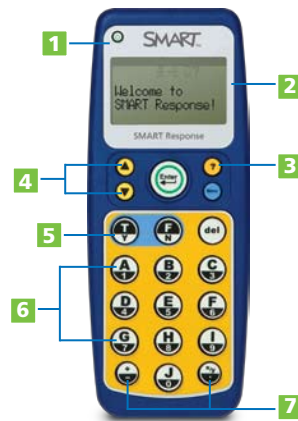 1
SMART
2
Welcome to
SMART Response!
SMART Response
3
?
4
Enter
Menu
5
T
Y
F
N
del
6
A
1
B
2
C
3
D
4
E
5
F
6
G
7
H
8
I
9
+
−
J
0
x/y
.
7